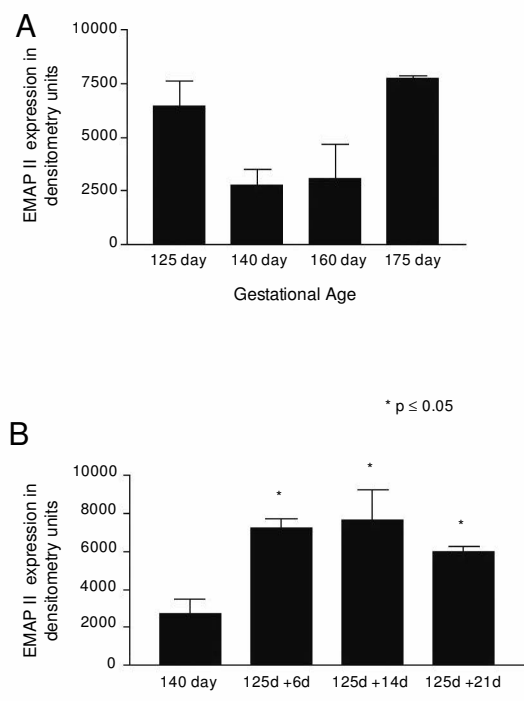 A
EMAP II expression in
densitometry units
10000
7500
5000
2500
0
125 day 140 day 160 day 175 day
Gestational Age
* p ≤ 0.05
B
EMAP II expression in
densitometry units
10000
8000
6000
4000
2000
0
*
*
*
140 day 125d +6d 125d +14d 125d +21d